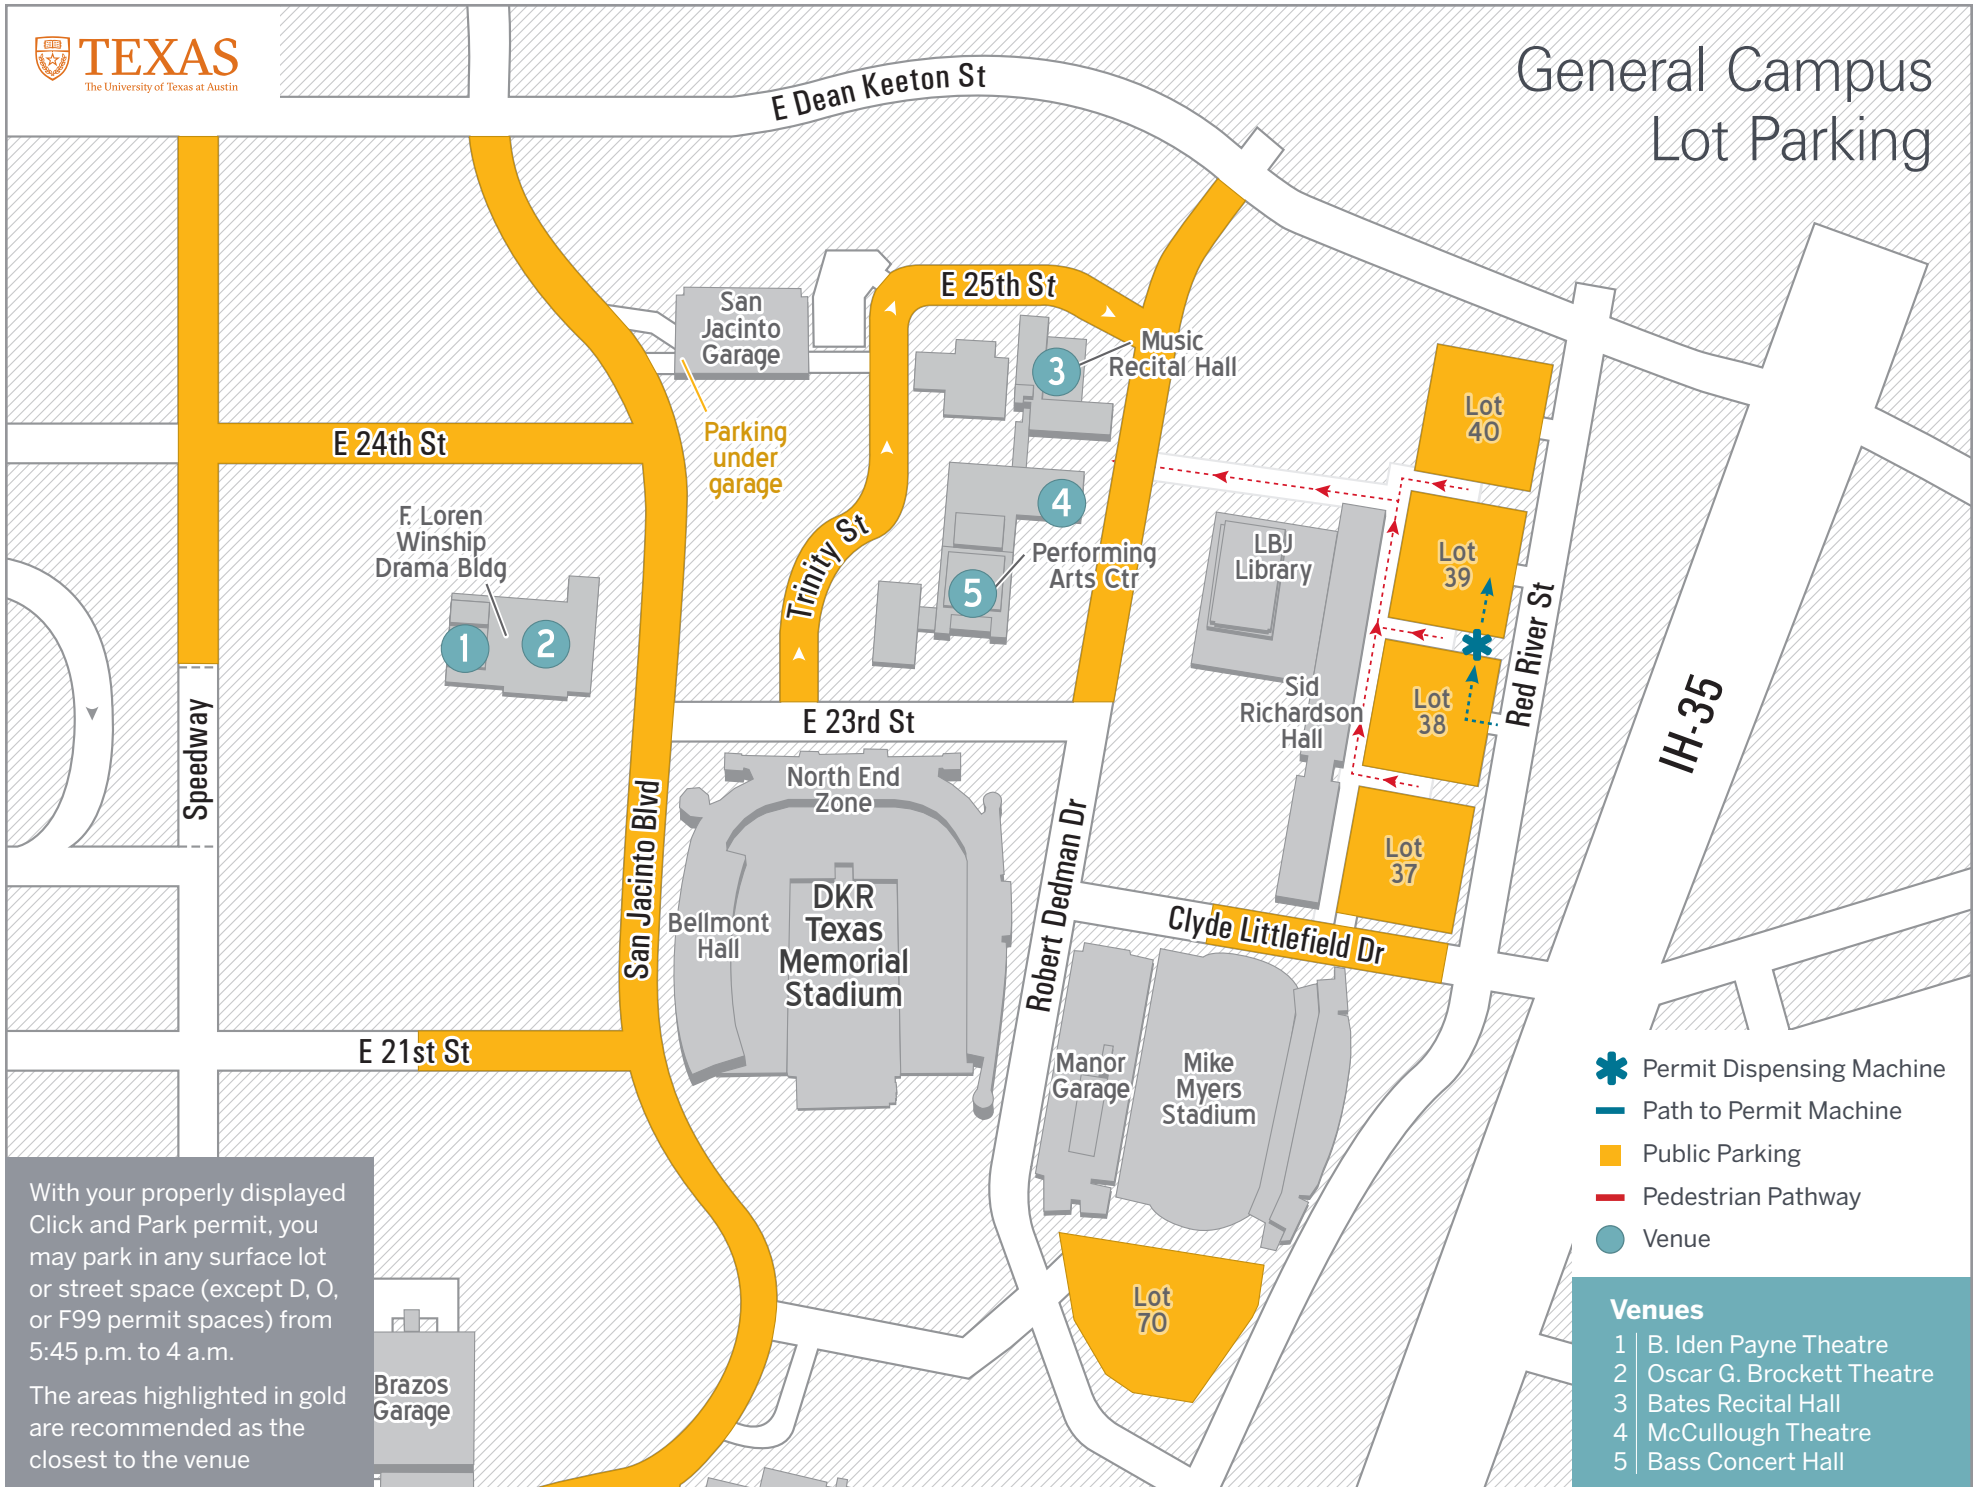 TEXAS
The University of Texas at Austin
General Campus
Lot Parking
E Dean Keeton St
E 25th St
San
Jacinto
Garage
Music
Recital Hall
3
Parking
under
garage
E 24th St
Lot
40
4
F. Loren
Winship
Drama Bldg
Trinity St
Performing
Arts Ctr
LBJ
Library
Lot
39
5
1
2
Red River St
Sid
Richardson
Hall
Lot
38
IH-35
Speedway
E 23rd St
North End
Zone
San Jacinto Blvd
Robert Dedman Dr
Lot
37
Bellmont
Hall
DKR
Texas
Memorial
Stadium
Clyde Littlefield Dr
E 21st St
Manor
Garage
Mike
Myers
Stadium
Permit Dispensing Machine
Path to Permit Machine
Public Parking
Pedestrian Pathway
Venue
With your properly displayed
Click and Park permit, you
may park in any surface lot
or street space (except D, O,
or F99 permit spaces) from
5:45 p.m. to 4 a.m.
The areas highlighted in gold
are recommended as the
closest to the venue
Brazos
Garage
Lot
70
Venues
1 B. Iden Payne Theatre
2 Oscar G. Brockett Theatre
3 Bates Recital Hall
4 McCullough Theatre
5 Bass Concert Hall